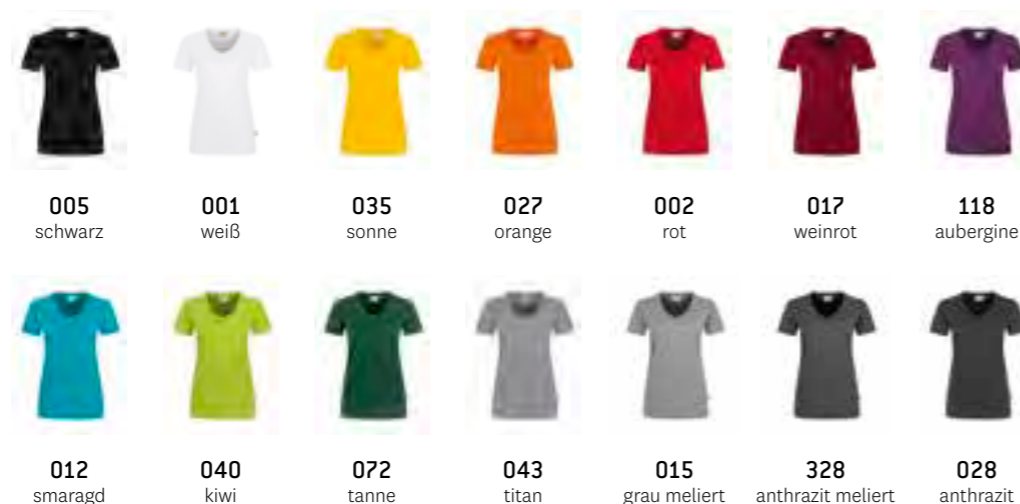 005 001 035 027 002 017 118
schwarz weiß sonne orange rot weinrot aubergine
012 040 072 043 015 328 028
smaragd kiwi tanne titan grau meliert anthrazit meliert anthrazit